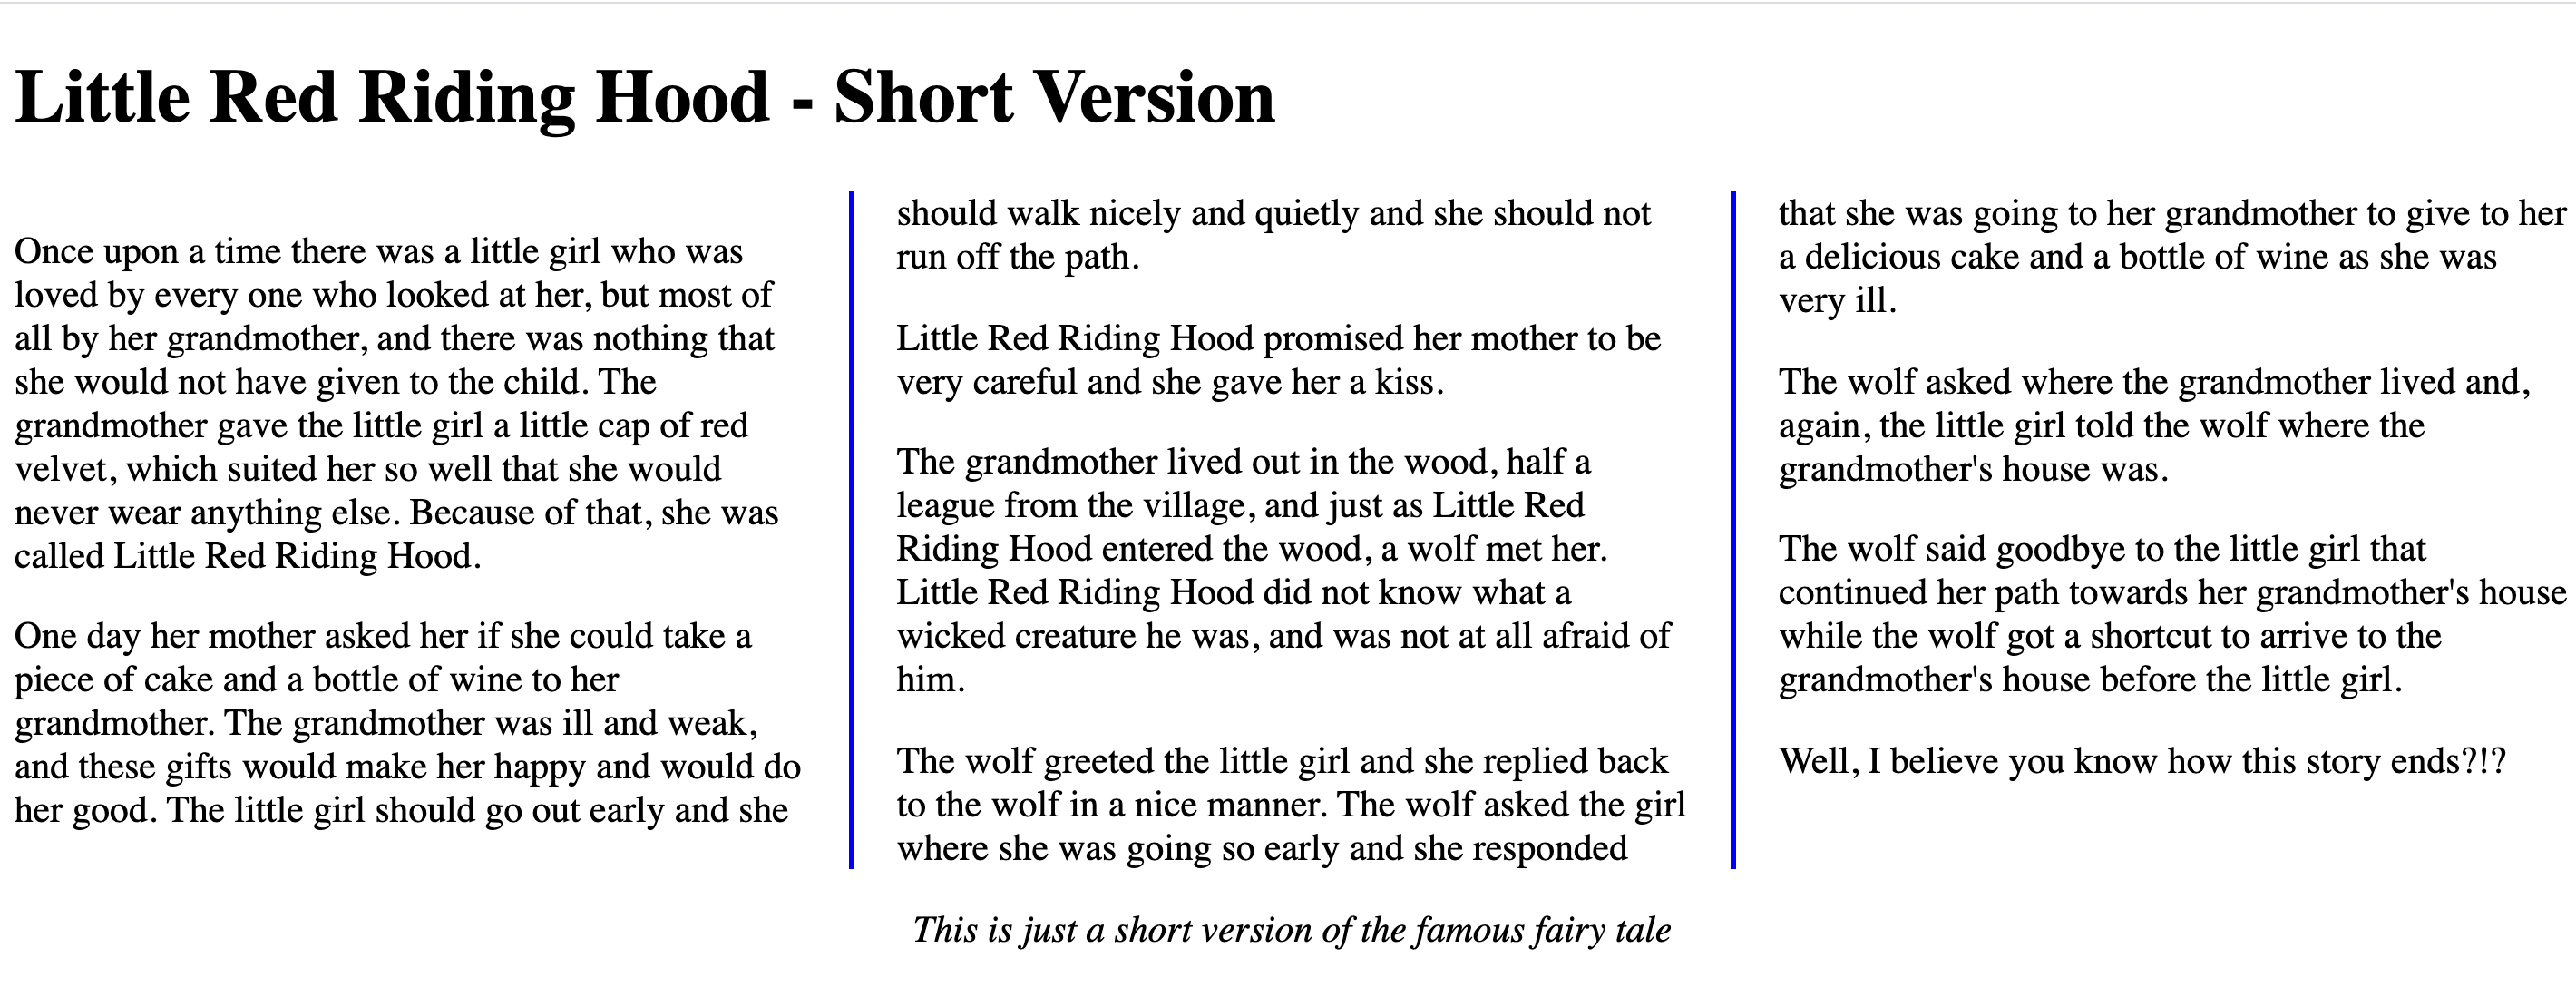 Little Red Riding Hood - Short Version
Once upon a time there was a little girl who was
loved by every one who looked at her, but most of
all by her grandmother, and there was nothing that
she would not have given to the child. The
grandmother gave the little girl a little cap of red
velvet, which suited her so well that she would
never wear anything else. Because of that, she was
called Little Red Riding Hood.
One day her mother asked her if she could take a
piece of cake and a bottle of wine to her
grandmother. The grandmother was ill and weak,
and these gifts would make her happy and would do
her good. The little girl should go out early and she
should walk nicely and quietly and she should not
run off the path.
Little Red Riding Hood promised her mother to be
very careful and she gave her a kiss.
The grandmother lived out in the wood, half a
league from the village, and just as Little Red
Riding Hood entered the wood, a wolf met her.
Little Red Riding Hood did not know what a
wicked creature he was, and was not at all afraid of
him.
The wolf greeted the little girl and she replied back
to the wolf in a nice manner. The wolf asked the girl
where she was going so early and she responded
that she was going to her grandmother to give to her
a delicious cake and a bottle of wine as she was
very ill.
The wolf asked where the grandmother lived and,
again, the little girl told the wolf where the
grandmother's house was.
The wolf said goodbye to the little girl that
continued her path towards her grandmother's house
while the wolf got a shortcut to arrive to the
grandmother's house before the little girl.
Well, I believe you know how this story ends?!?
This is just a short version of the famous fairy tale